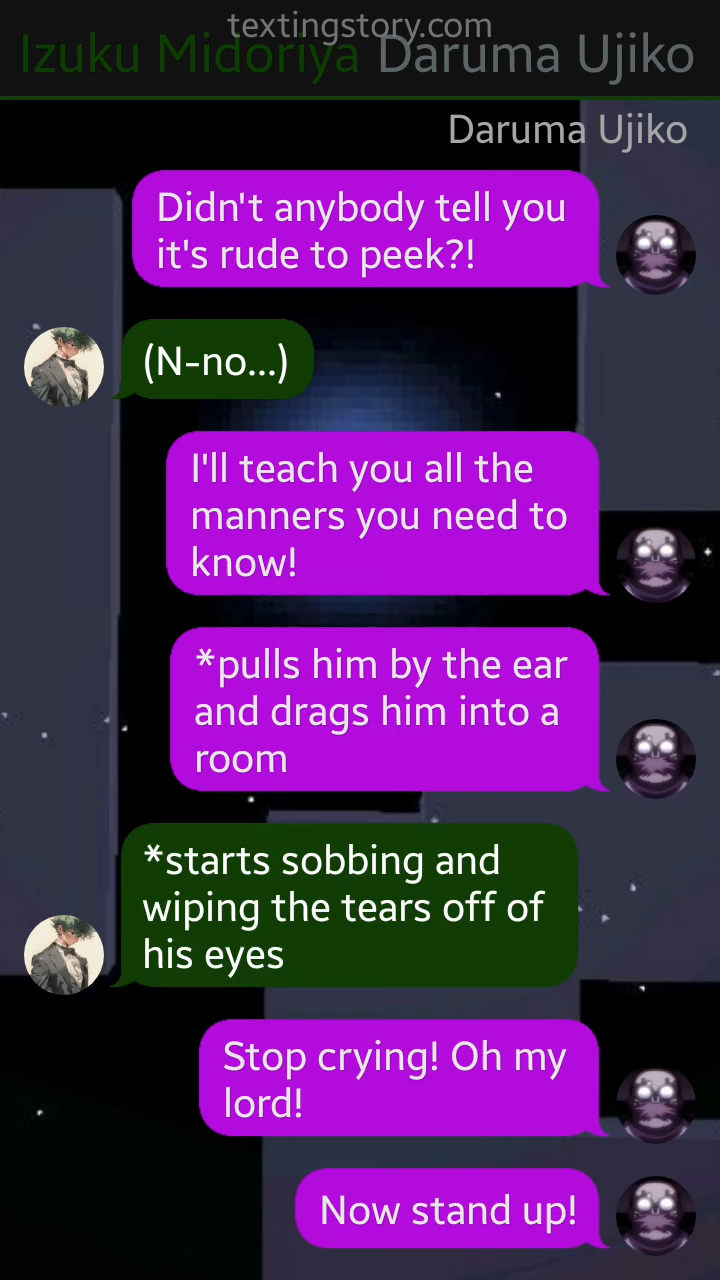 textingstory.com
Izuku Midoriya Daruma Ujiko
Daruma Ujiko
Didn't anybody tell you
it's rude to peek?!
(N-no...)
I'll teach you all the
manners you need to
know!
*pulls him by the ear
and drags him into a
room
*starts sobbing and
wiping the tears off of
his eyes
Stop crying! Oh my
lord!
Now stand up!